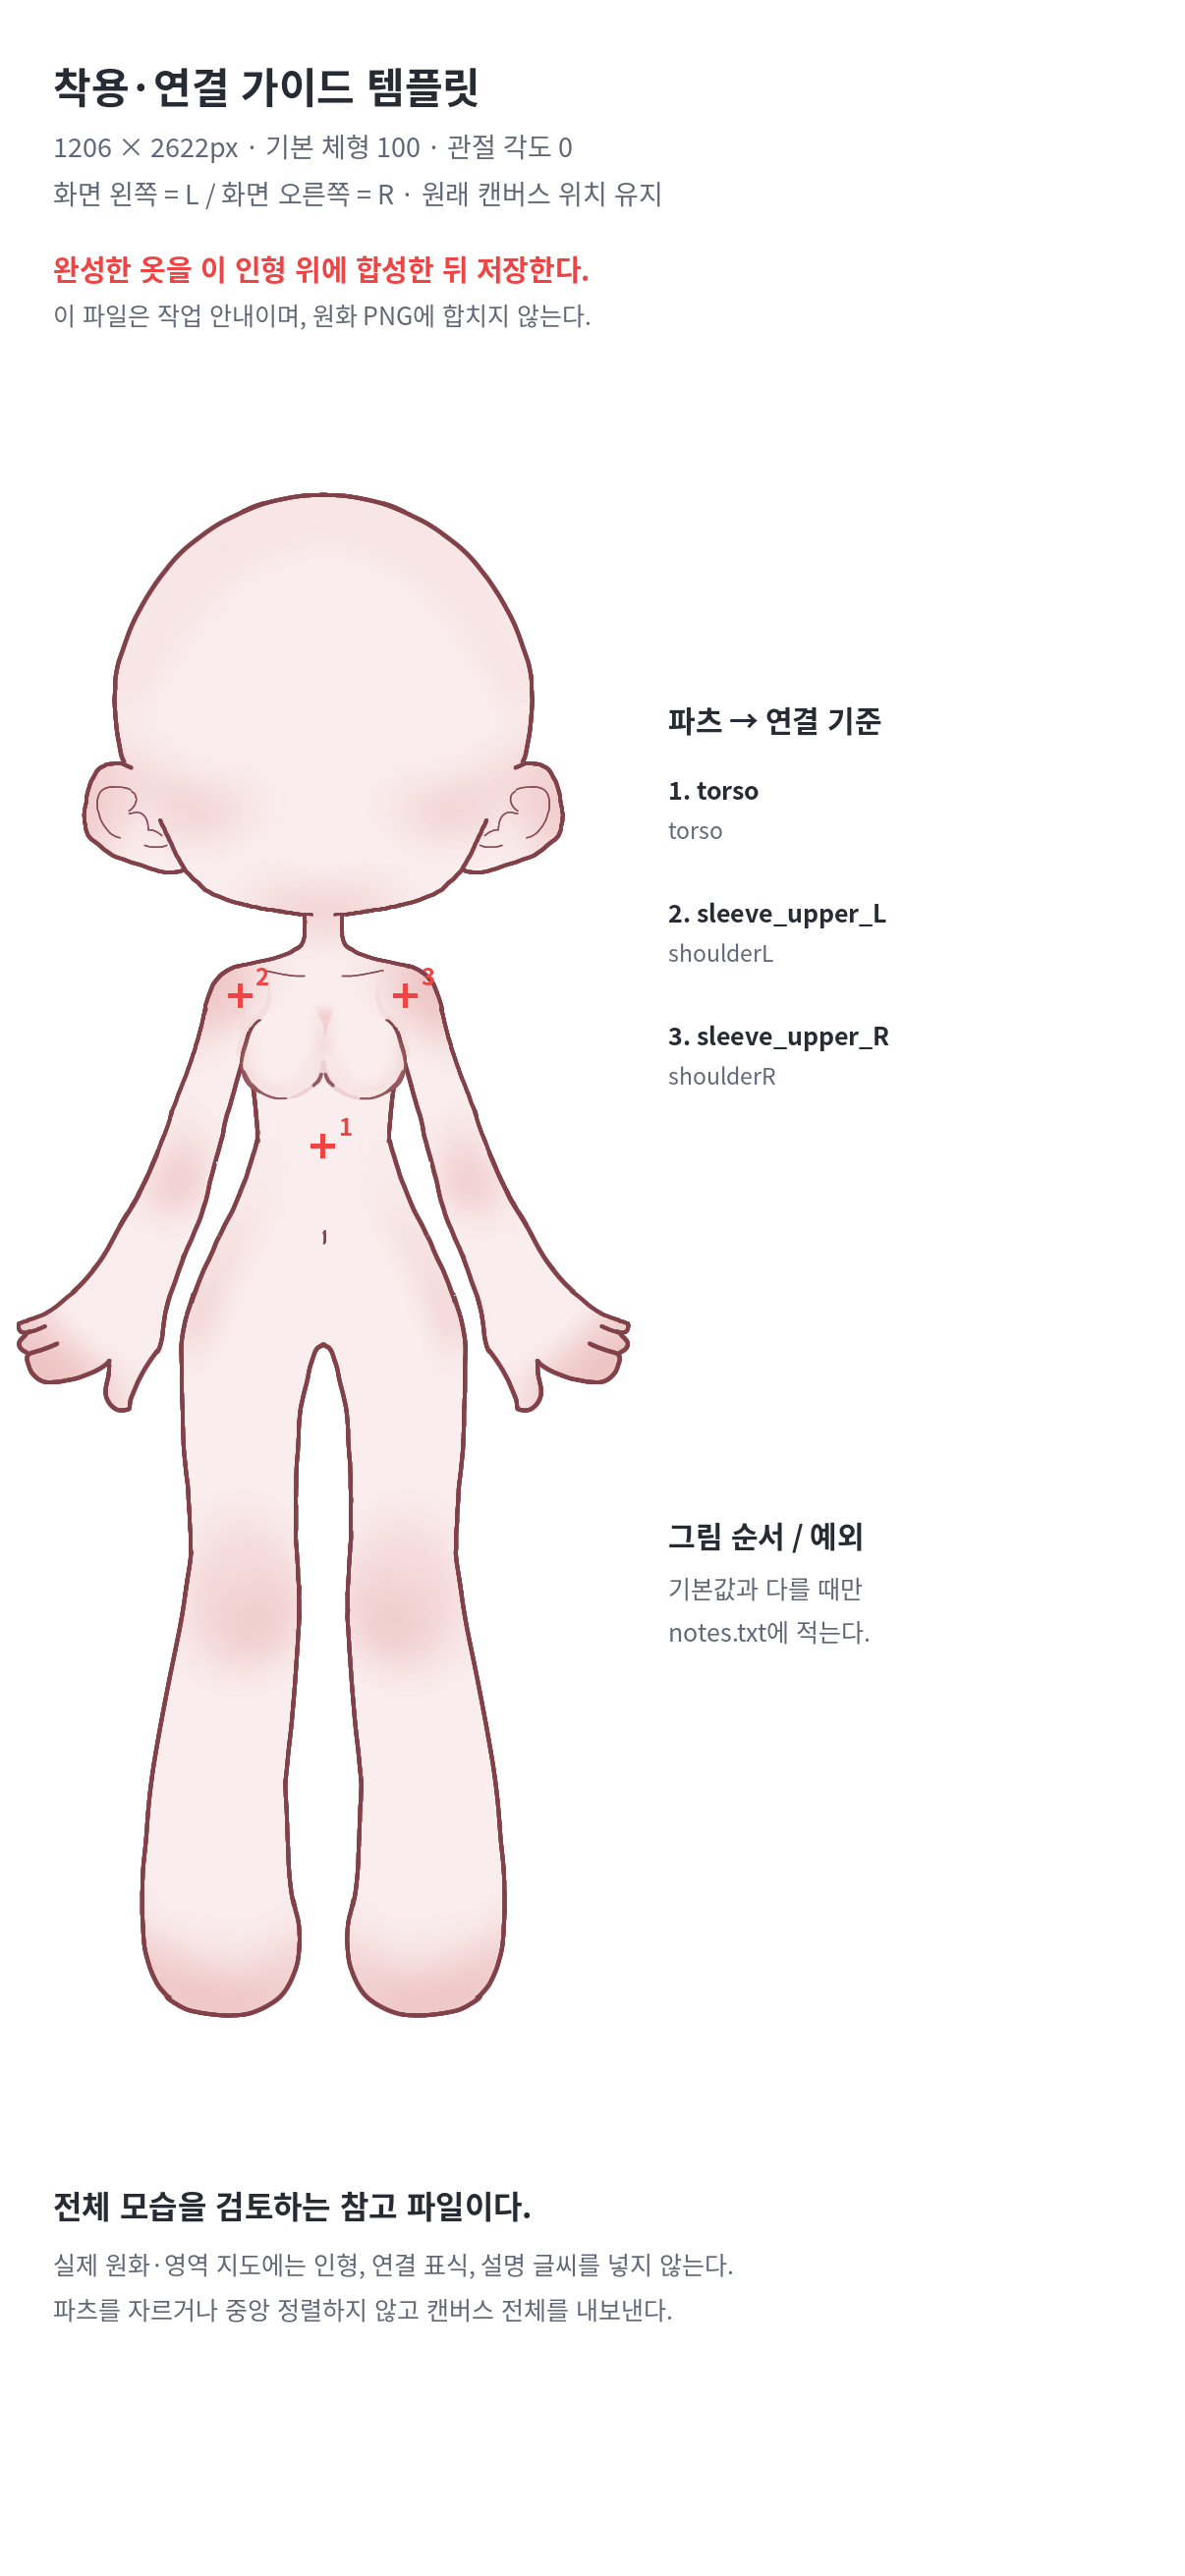 착용·연결 가이드 템플릿
1206 × 2622px · 기본 체형 100 · 관절 각도 0
화면 왼쪽 = L / 화면 오른쪽 = R · 원래 캔버스 위치 유지
완성한 옷을 이 인형 위에 합성한 뒤 저장한다.
이 파일은 작업 안내이며, 원화 PNG에 합치지 않는다.
파츠 → 연결 기준
1. torso
torso
2. sleeve_upper_L
shoulderL
2
3
3. sleeve_upper_R
shoulderR
1
그림 순서 / 예외
기본값과 다를 때만
notes.txt에 적는다.
전체 모습을 검토하는 참고 파일이다.
실제 원화·영역 지도에는 인형, 연결 표식, 설명 글씨를 넣지 않는다.
파츠를 자르거나 중앙 정렬하지 않고 캔버스 전체를 내보낸다.